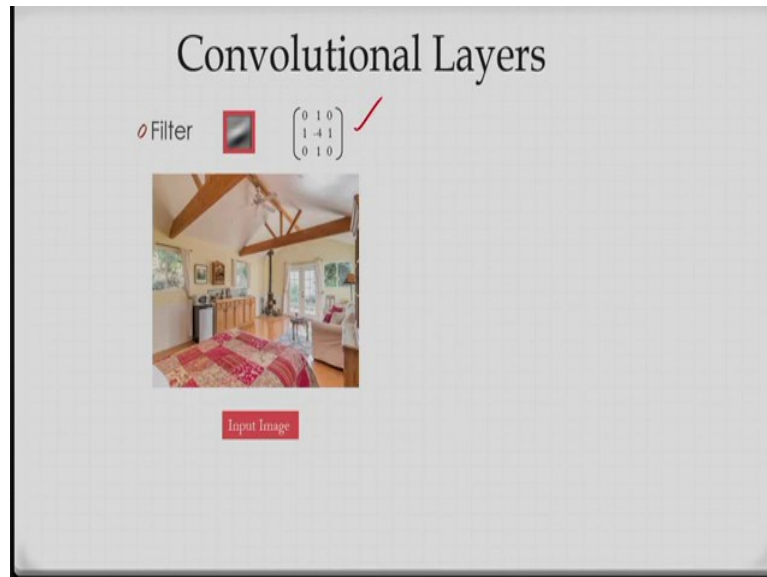 Convolutional Layers
Filter
0 1 0
1 -4 1
0 1 0
Input Image